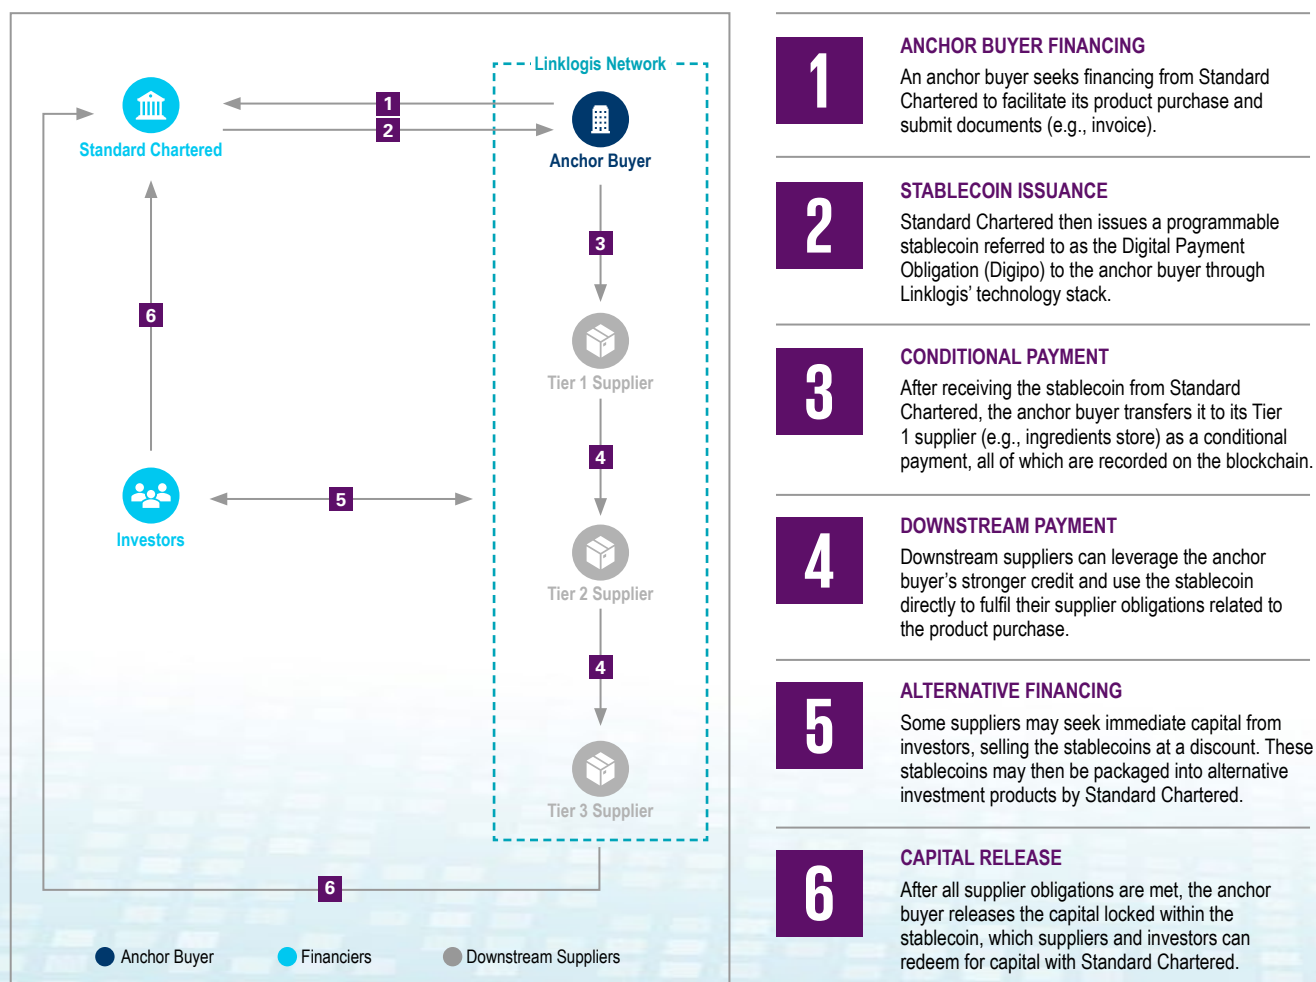 Linklogis Network
1
2
Standard Chartered
Anchor Buyer
3
6
Tier 1 Supplier
4
5
Investors
Tier 2 Supplier
4
Tier 3 Supplier
6
Anchor Buyer
Financiers
Downstream Suppliers
1
ANCHOR BUYER FINANCING
An anchor buyer seeks financing from Standard
Chartered to facilitate its product purchase and
submit documents (e.g., invoice).
2
STABLECOIN ISSUANCE
Standard Chartered then issues a programmable
stablecoin referred to as the Digital Payment
Obligation (Digipo) to the anchor buyer through
Linklogis’ technology stack.
3
CONDITIONAL PAYMENT
After receiving the stablecoin from Standard
Chartered, the anchor buyer transfers it to its Tier
1 supplier (e.g., ingredients store) as a conditional
payment, all of which are recorded on the blockchain.
4
DOWNSTREAM PAYMENT
Downstream suppliers can leverage the anchor
buyer’s stronger credit and use the stablecoin
directly to fulfil their supplier obligations related to
the product purchase.
5
ALTERNATIVE FINANCING
Some suppliers may seek immediate capital from
investors, selling the stablecoins at a discount. These
stablecoins may then be packaged into alternative
investment products by Standard Chartered.
6
CAPITAL RELEASE
After all supplier obligations are met, the anchor
buyer releases the capital locked within the
stablecoin, which suppliers and investors can
redeem for capital with Standard Chartered.